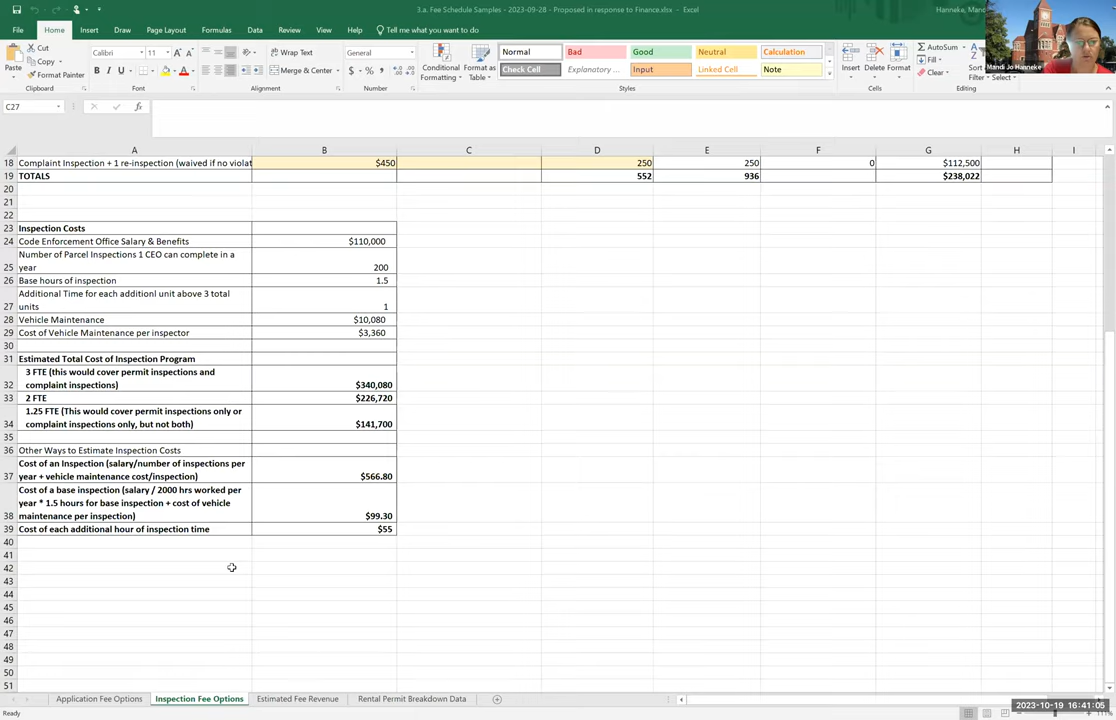 3.a. Fee Schedule Samples - 2023-09-28 - Proposed in response to Finance.xlsx - Excel
Hanneke, Mand
File Home Insert Draw Page Layout Formulas Data Review View Help Tell me what you want to do
Paste
Cut
Copy
Format Painter
Clipboard
Calibri 11
B I U
Font
Wrap Text
Merge & Center
Alignment
General
$ % ,
Number
Conditional Formatting
Format as Table
Normal Bad Good Neutral Calculation
Check Cell Explanatory ... Input Linked Cell Note
Styles
Insert Delete Format
Cells
AutoSum
Fill
Clear
Editing
Mandi Jo Hanneke
C27
A B C D E F G H I
18 Complaint Inspection + 1 re-inspection (waived if no violat $450 250 250 0 $112,500
19 TOTALS 552 936 $238,022
20
21
22
23 Inspection Costs
24 Code Enforcement Office Salary & Benefits $110,000
Number of Parcel Inspections 1 CEO can complete in a
25 year 200
26 Base hours of inspection 1.5
Additional Time for each additionl unit above 3 total
27 units 1
28 Vehicle Maintenance $10,080
29 Cost of Vehicle Maintenance per inspector $3,360
30
31 Estimated Total Cost of Inspection Program
3 FTE (this would cover permit inspections and
32 complaint inspections) $340,080
33 2 FTE $226,720
1.25 FTE (This would cover permit inspections only or
34 complaint inspections only, but not both) $141,700
35
36 Other Ways to Estimate Inspection Costs
Cost of an Inspection (salary/number of inspections per
37 year + vehicle maintenance cost/inspection) $566.80
Cost of a base inspection (salary / 2000 hrs worked per
year * 1.5 hours for base inspection + cost of vehicle
38 maintenance per inspection) $99.30
39 Cost of each additional hour of inspection time $55
40
41
42
43
44
45
46
47
48
49
50
51
Application Fee Options Inspection Fee Options Estimated Fee Revenue Rental Permit Breakdown Data
Ready
2023-10-19 16:41:05